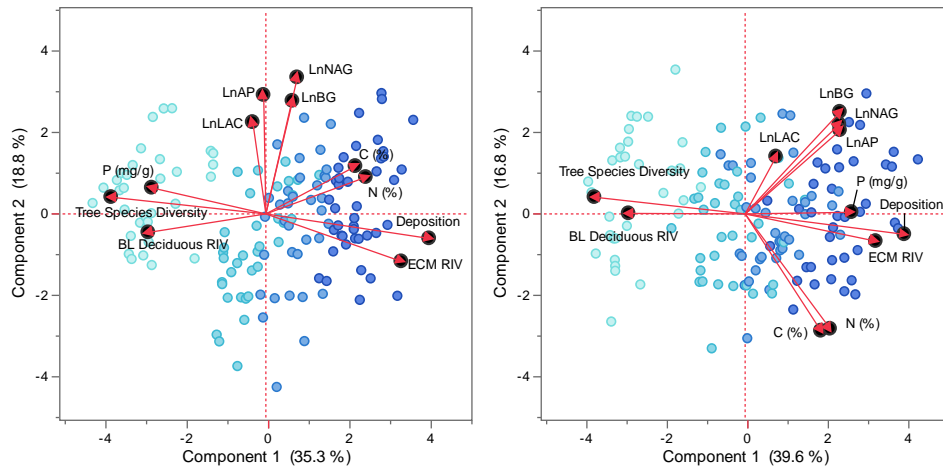 4
2
0
-2
-4
Component 2  (18.8 %)
LnNAG
LnAP
LnBG
LnLAC
C (%)
P (mg/g)
N (%)
Tree Species Diversity
Deposition
BL Deciduous RIV
ECM RIV
-4
-2
0
2
4
Component 1  (35.3 %)
4
2
0
-2
-4
Component 2  (16.8 %)
LnBG
LnNAG
LnAP
LnLAC
Tree Species Diversity
P (mg/g)
Deposition
BL Deciduous RIV
ECM RIV
C (%)
N (%)
-4
-2
0
2
4
Component 1  (39.6 %)